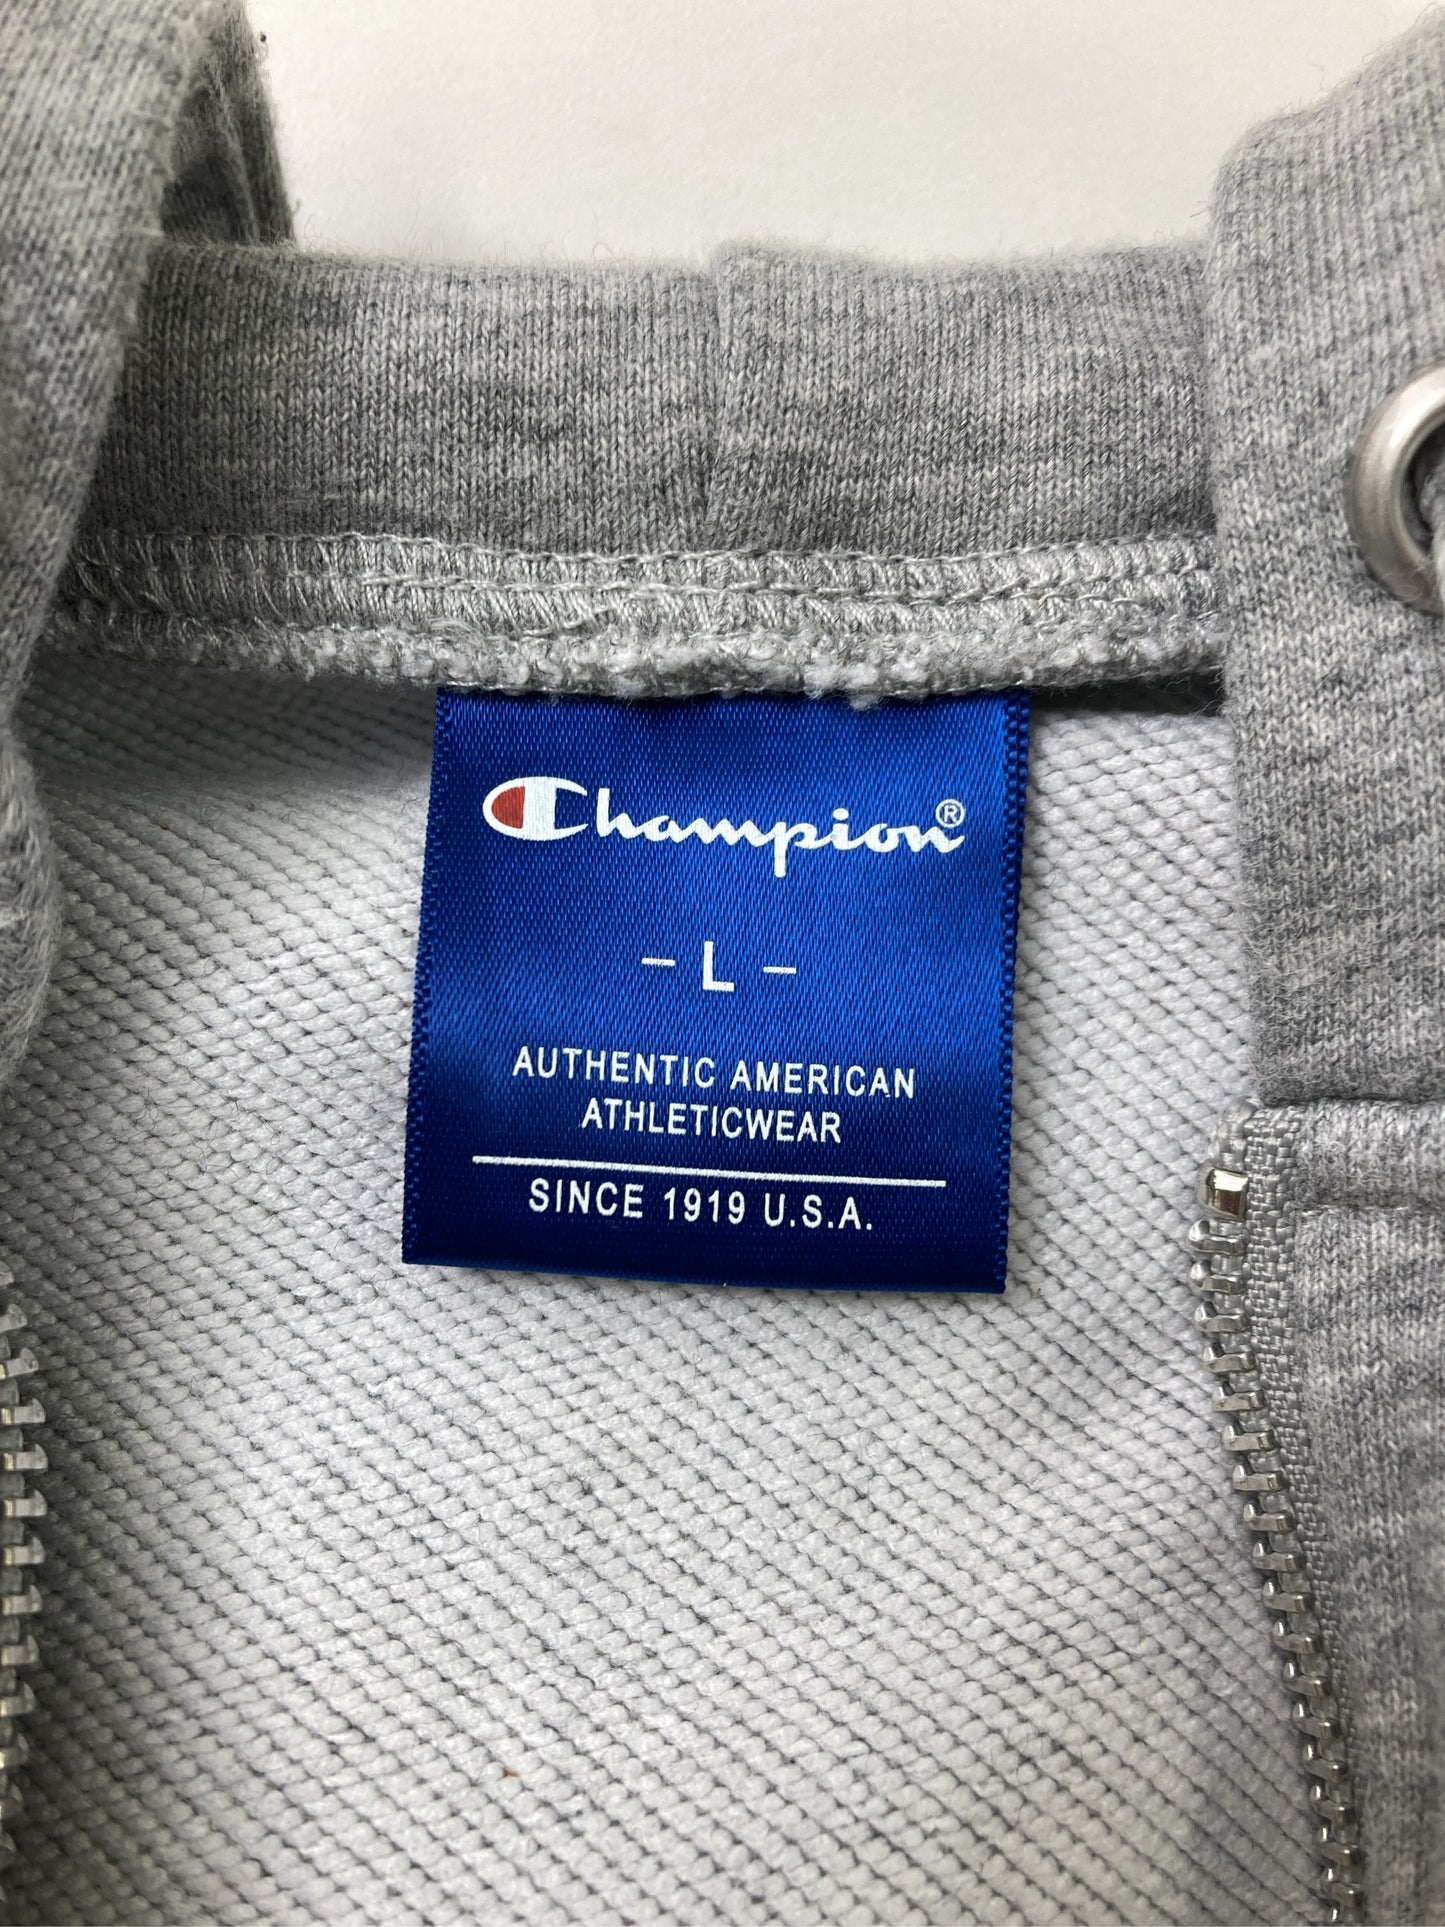 Champion®
- L -
AUTHENTIC AMERICAN
ATHLETICWEAR
SINCE 1919 U.S.A.